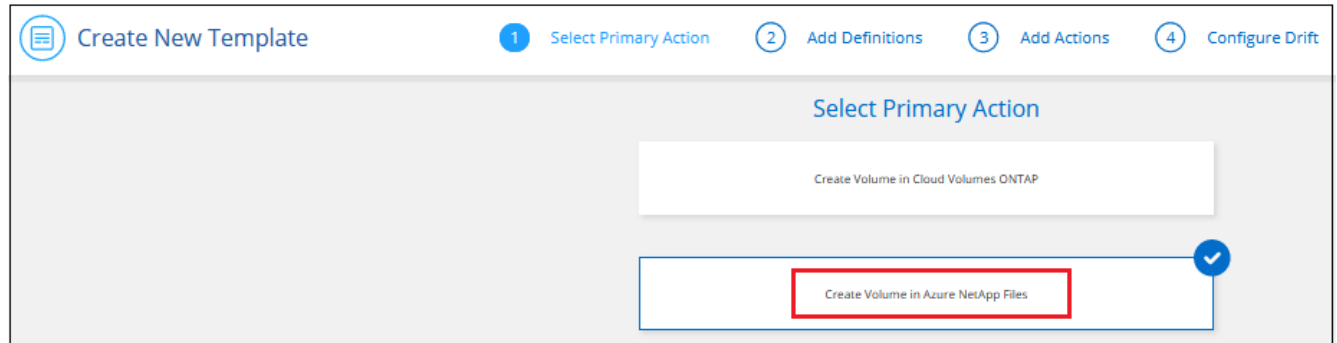 Create New Template
1 Select Primary Action 2 Add Definitions 3 Add Actions 4 Configure Drift
Select Primary Action
Create Volume in Cloud Volumes ONTAP
Create Volume in Azure NetApp Files